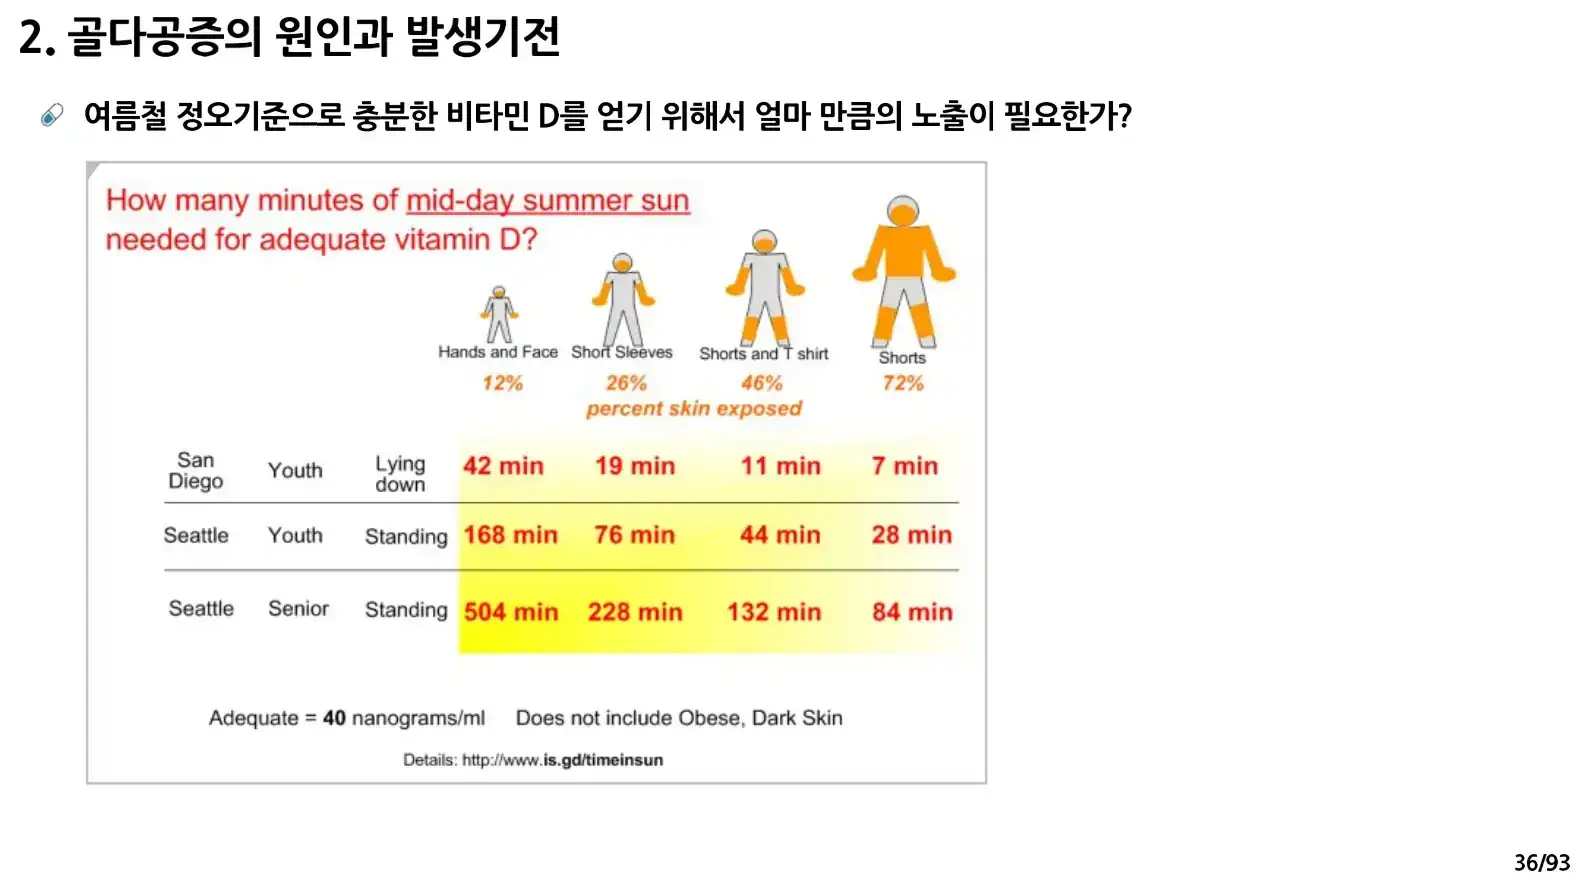 2. 골다공증의 원인과 발생기전
여름철 정오기준으로 충분한 비타민 D를 얻기 위해서 얼마 만큼의 노출이 필요한가?
How many minutes of mid-day summer sun
needed for adequate vitamin D?
Hands and Face Short Sleeves Shorts and T shirt Shorts
12% 26% 46% 72%
percent skin exposed
San Diego Youth Lying down 42 min 19 min 11 min 7 min
Seattle Youth Standing 168 min 76 min 44 min 28 min
Seattle Senior Standing 504 min 228 min 132 min 84 min
Adequate = 40 nanograms/ml Does not include Obese, Dark Skin
Details: http://www.is.gd/timeinsun
36/93